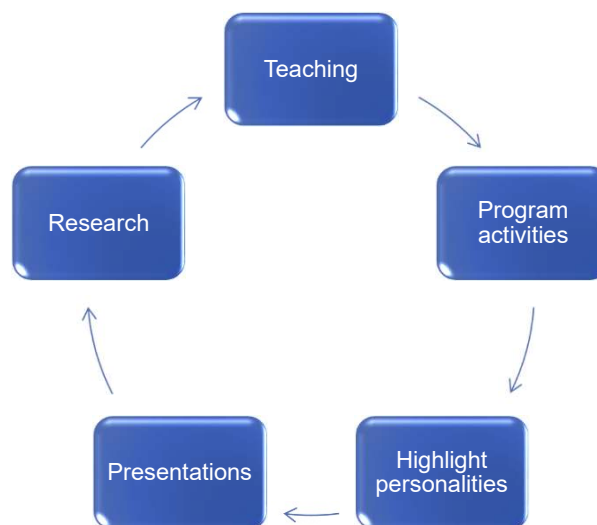 Teaching
Program
activities
Highlight
personalities
Presentations
Research